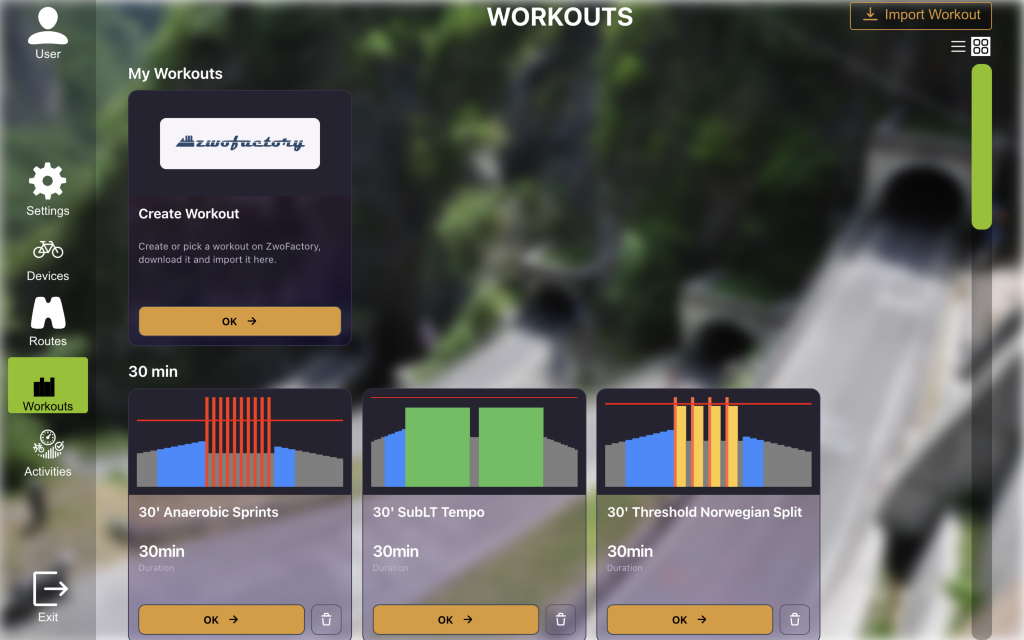 WORKOUTS
Import Workout
User
My Workouts
zwofactory
Create Workout
Create or pick a workout on ZwoFactory,
download it and import it here.
OK
Settings
Devices
Routes
Workouts
Activities
Exit
30 min
30' Anaerobic Sprints
30min
Duration
OK
30' SubLT Tempo
30min
Duration
OK
30' Threshold Norwegian Split
30min
Duration
OK